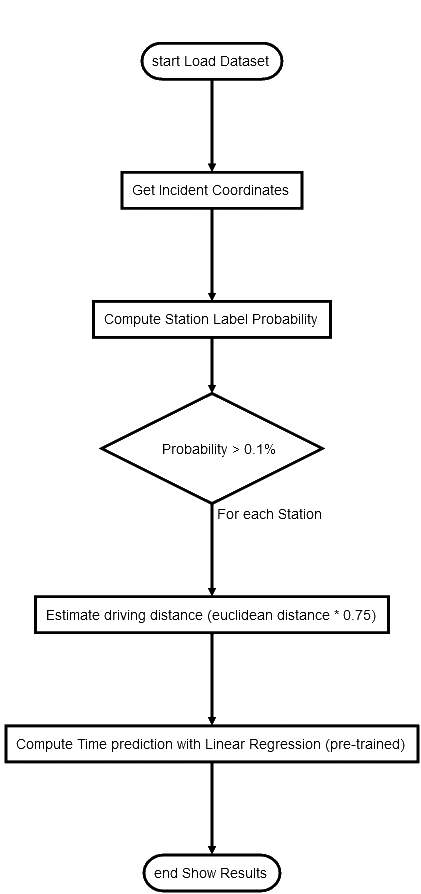 start Load Dataset
Get Incident Coordinates
Compute Station Label Probability
Probability > 0.1%
For each Station
Estimate driving distance (euclidean distance * 0.75)
Compute Time prediction with Linear Regression (pre-trained)
end Show Results